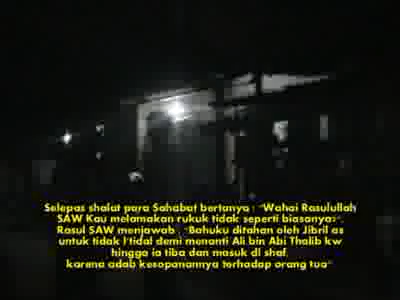 Selepas shalat para Sahabat bertanya : "Wahai Rasulullah
SAW Kau melamakan rukuk tidak seperti biasanya?".
Rasul SAW menjawab , "Bahuku ditahan oleh Jibril as
untuk tidak I'tidal demi menanti Ali bin Abi Thalib kw
hingga ia tiba dan masuk di shaf,
karena adab kesopanannya terhadap orang tua"